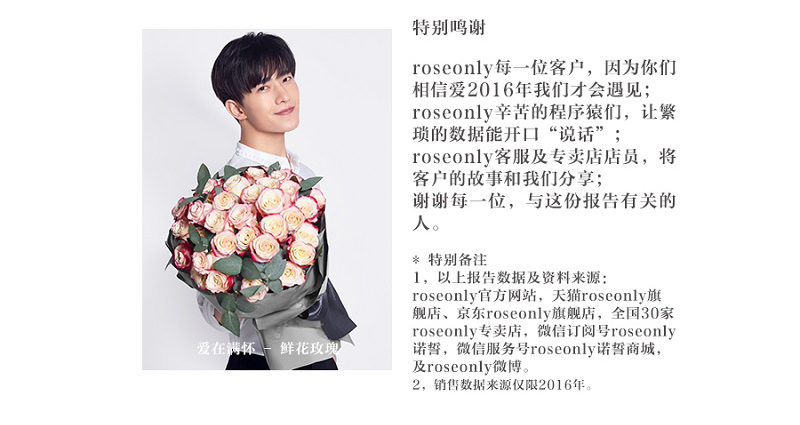 特别鸣谢
roseonly每一位客户，因为你们
相信爱2016年我们才会遇见；
roseonly辛苦的程序猿们，让繁
琐的数据能开口“说话”；
roseonly客服及专卖店店员，将
客户的故事和我们分享；
谢谢每一位，与这份报告有关的
人。
* 特别备注
1，以上报告数据及资料来源：
roseonly官方网站，天猫roseonly旗
舰店、京东roseonly旗舰店，全国30家
roseonly专卖店，微信订阅号roseonly
诺誓，微信服务号roseonly诺誓商城，
及roseonly微博。
2，销售数据来源仅限2016年。
爱在满怀 – 鲜花玫瑰